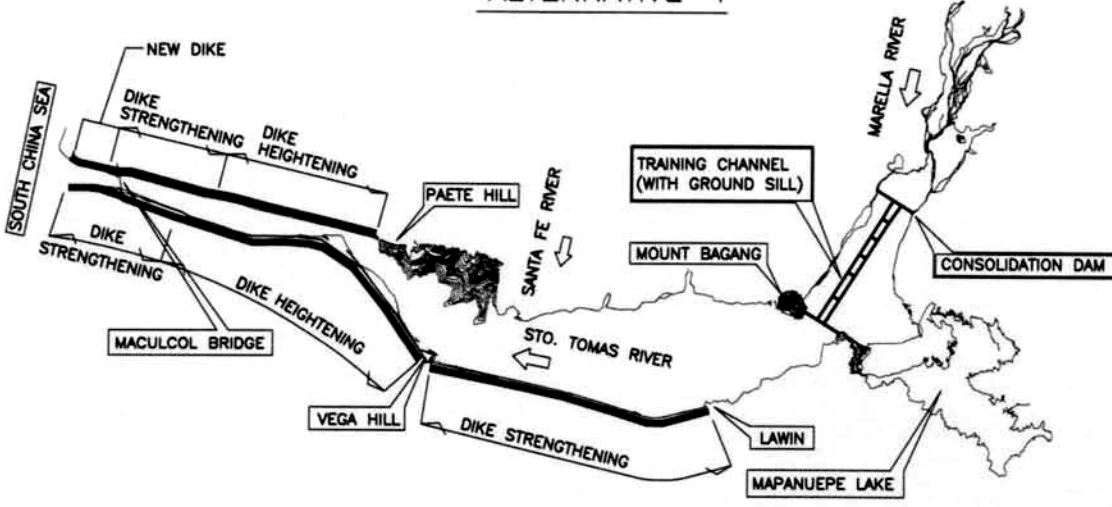 NEW DIKE
DIKE
STRENGTHENING
DIKE
HEIGHTENING
SOUTH CHINA SEA
PAETE HILL
SANTA FE RIVER
MARELLA RIVER
TRAINING CHANNEL
(WITH GROUND SILL)
MOUNT BAGANG
CONSOLIDATION DAM
DIKE
STRENGTHENING
DIKE HEIGHTENING
MACULCOL BRIDGE
STO. TOMAS RIVER
VEGA HILL
DIKE STRENGTHENING
LAWIN
MAPANUEPE LAKE